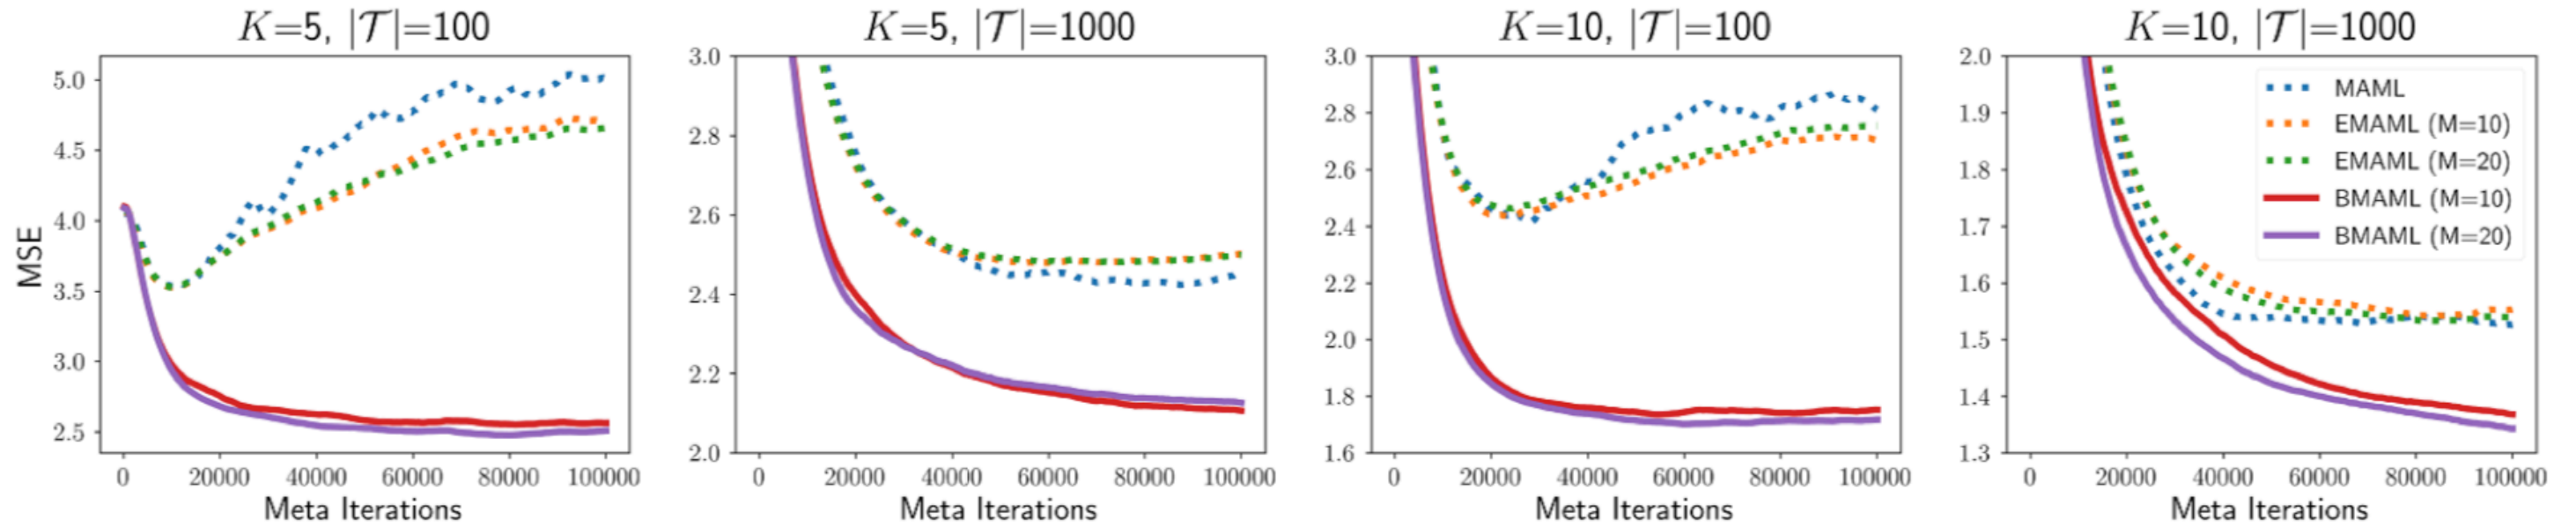 K=5, |𝒯|=100
MSE
5.0
4.5
4.0
3.5
3.0
2.5
0 20000 40000 60000 80000 100000
Meta Iterations
K=5, |𝒯|=1000
3.0
2.8
2.6
2.4
2.2
2.0
0 20000 40000 60000 80000 100000
Meta Iterations
K=10, |𝒯|=100
3.0
2.8
2.6
2.4
2.2
2.0
1.8
1.6
0 20000 40000 60000 80000 100000
Meta Iterations
K=10, |𝒯|=1000
2.0
1.9
1.8
1.7
1.6
1.5
1.4
1.3
MAML
EMAML (M=10)
EMAML (M=20)
BMAML (M=10)
BMAML (M=20)
0 20000 40000 60000 80000 100000
Meta Iterations